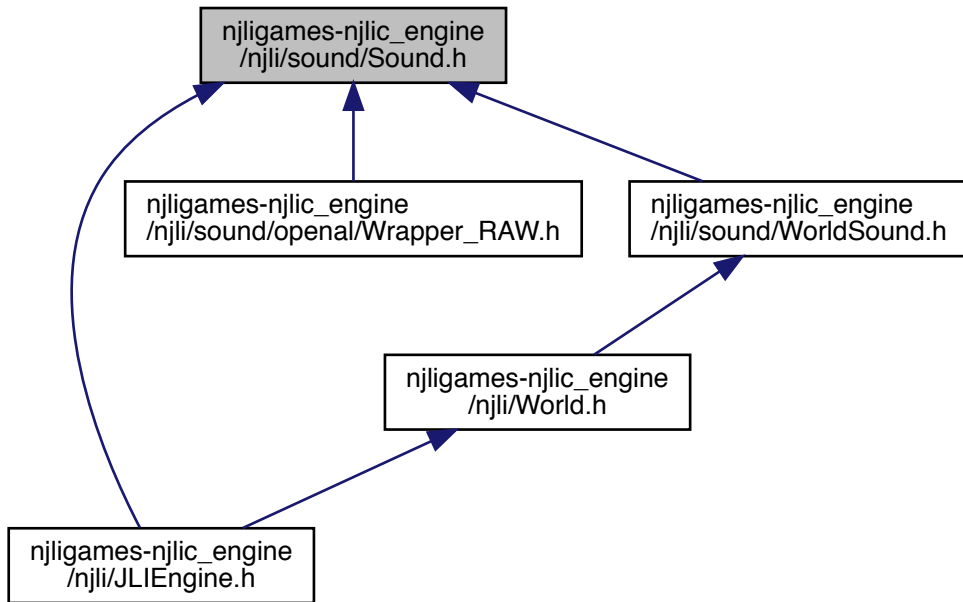 njligames-njlic_engine
/njli/sound/Sound.h
njligames-njlic_engine
/njli/sound/openal/Wrapper_RAW.h
njligames-njlic_engine
/njli/sound/WorldSound.h
njligames-njlic_engine
/njli/World.h
njligames-njlic_engine
/njli/JLIEngine.h